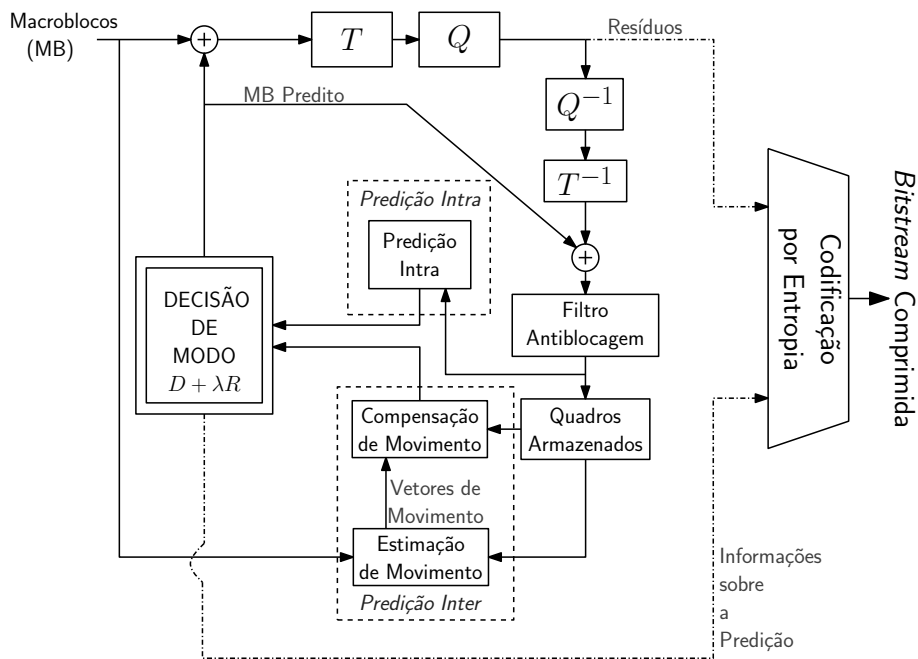 Macroblocos
(MB)
+
T
Q
Resíduos
MB Predito
Q⁻¹
T⁻¹
+
Predição Intra
Predição
Intra
DECISÃO
DE
MODO
D + λR
Filtro
Antiblocagem
Compensação
de Movimento
Quadros
Armazenados
Vetores de
Movimento
Estimação
de Movimento
Predição Inter
Informações
sobre
a
Predição
Codificação
por Entropia
Bitstream Comprimida